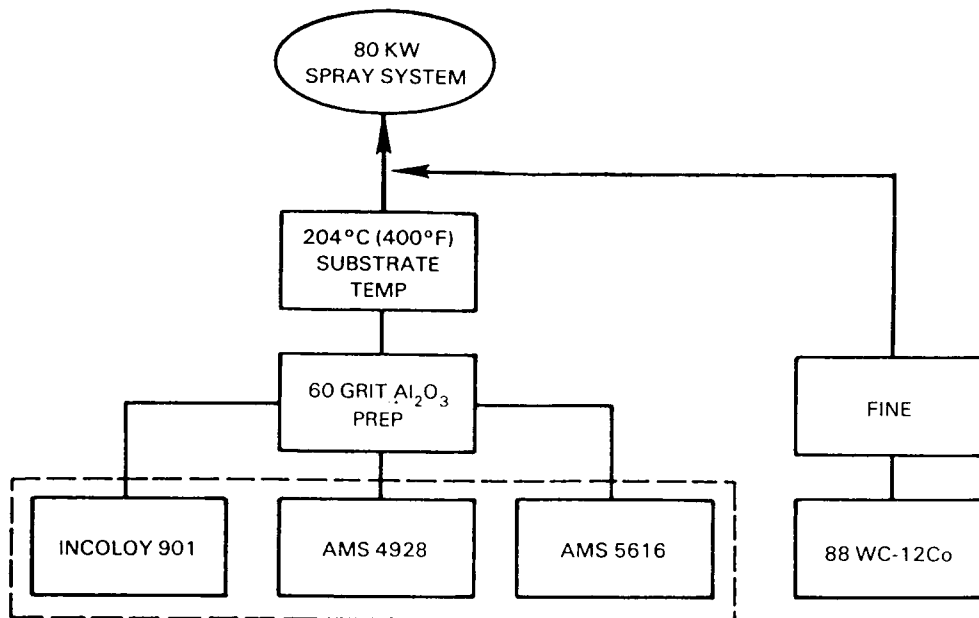 80 KW
SPRAY SYSTEM
204°C (400°F)
SUBSTRATE
TEMP
60 GRIT Al₂O₃
PREP
FINE
INCOLOY 901
AMS 4928
AMS 5616
88 WC-12Co